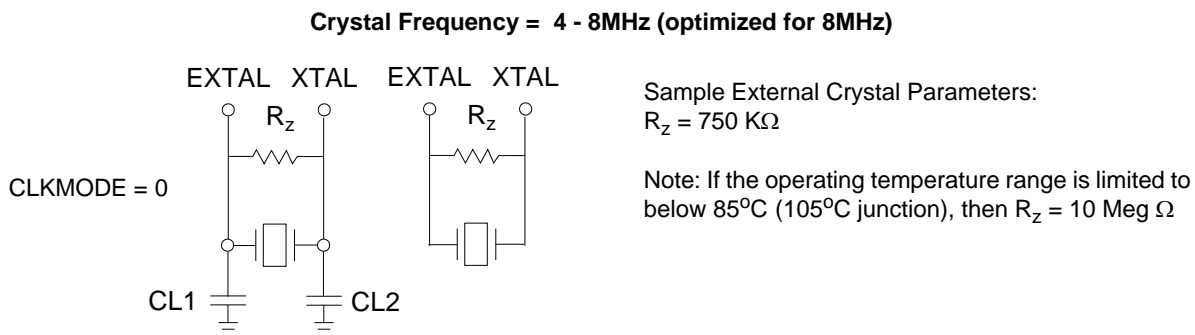 Crystal Frequency = 4 - 8MHz (optimized for 8MHz)
EXTAL XTAL EXTAL XTAL
Rz Rz
Sample External Crystal Parameters:
Rz = 750 KΩ
CLKMODE = 0
Note: If the operating temperature range is limited to
below 85oC (105oC junction), then Rz = 10 Meg Ω
CL1 CL2